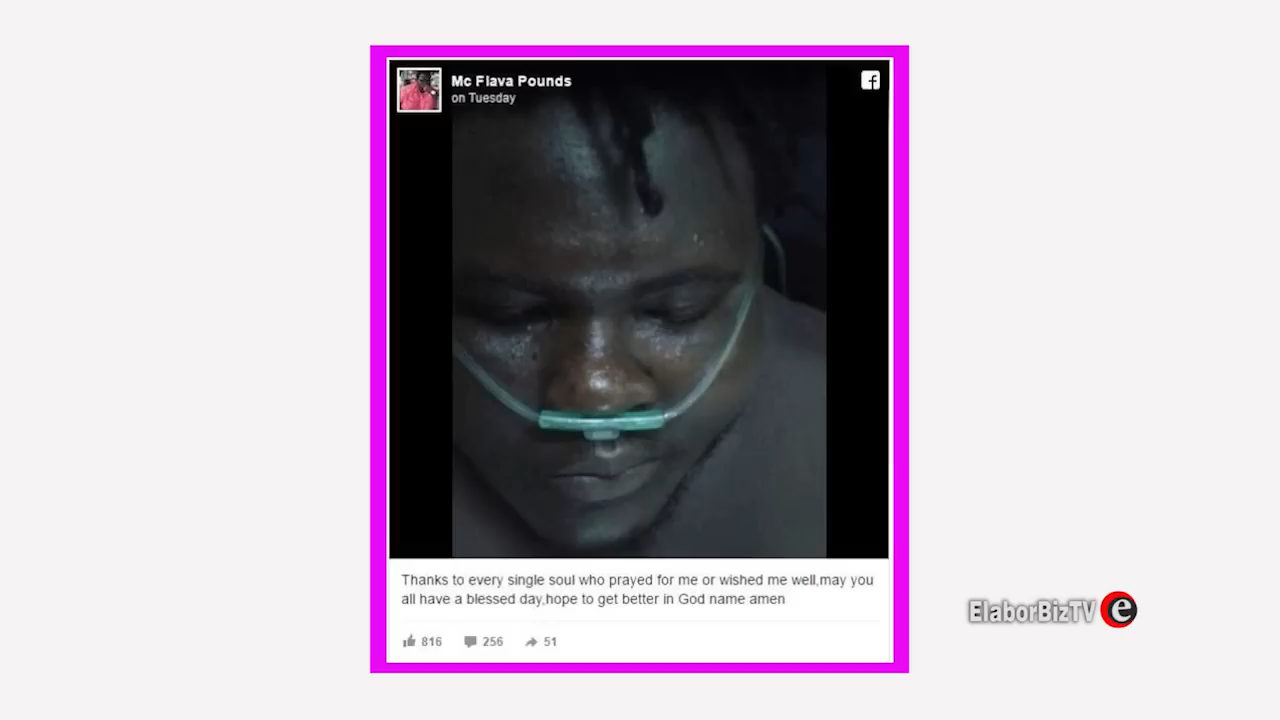 Mc Flava Pounds
on Tuesday
Thanks to every single soul who prayed for me or wished me well,may you
all have a blessed day,hope to get better in God name amen
816 256 51
ElaborBizTV e